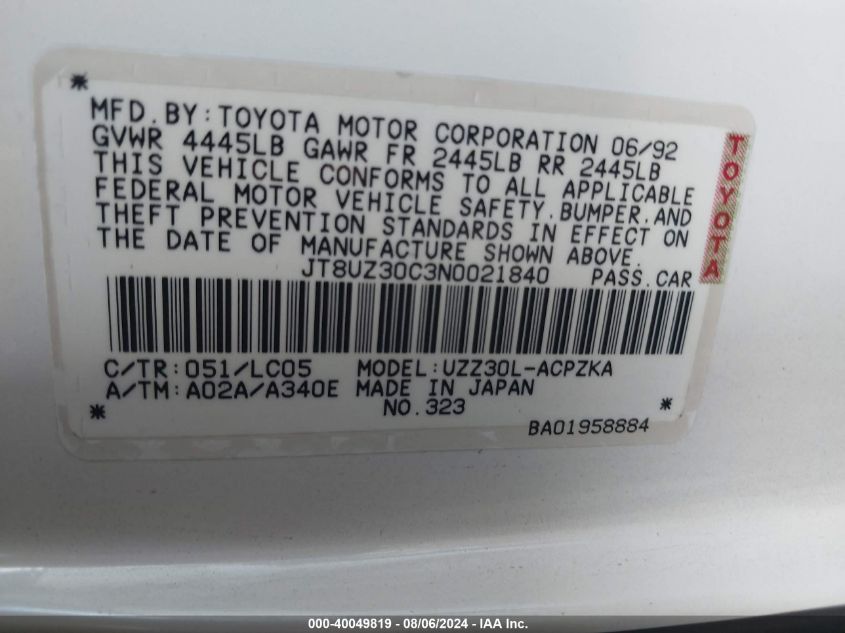 *
MFD.BY:TOYOTA MOTOR CORPORATION 06/92
GVWR 4445LB GAWR FR 2445LB RR 2445LB
THIS VEHICLE CONFORMS TO ALL APPLICABLE
FEDERAL MOTOR VEHICLE SAFETY.BUMPER.AND
THEFT PREVENTION STANDARDS IN EFFECT ON
THE DATE OF MANUFACTURE SHOWN ABOVE.
JT8UZ30C3N0021840 PASS.CAR
TOYOTA
C/TR:051/LC05 MODEL:UZZ30L-ACPZKA
A/TM:A02A/A340E MADE IN JAPAN
* NO.323 *
BA01958884
000-40049819 - 08/06/2024 - IAA Inc.